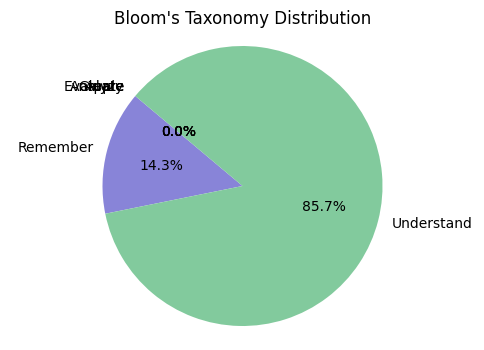 Bloom's Taxonomy Distribution
Remember
0.0%
14.3%
85.7%
Understand